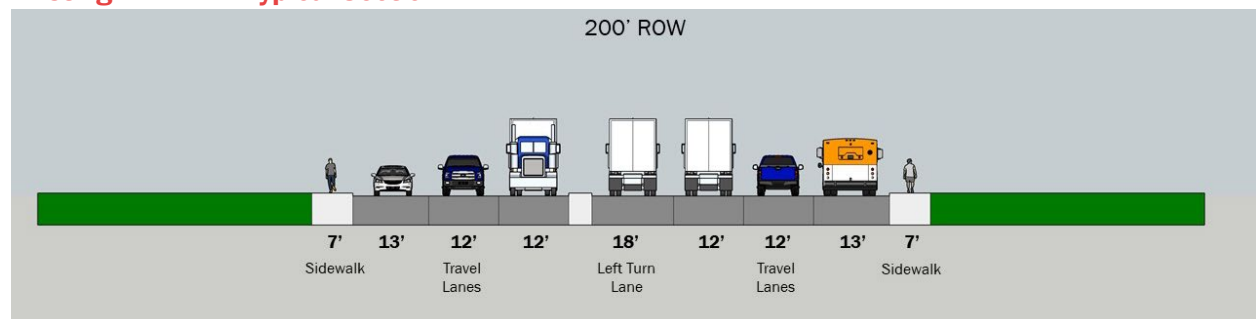 200' ROW
7' 13' 12' 12' 18' 12' 12' 13' 7'
Sidewalk Travel Lanes Left Turn Lane Travel Lanes Sidewalk